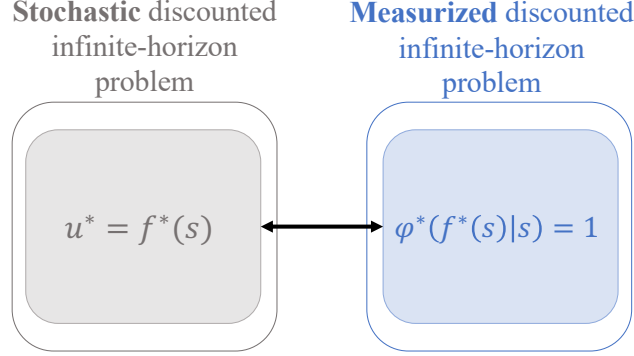 Stochastic discounted
infinite-horizon
problem
Measurized discounted
infinite-horizon
problem
u* = f*(s)
φ*(f*(s)|s) = 1